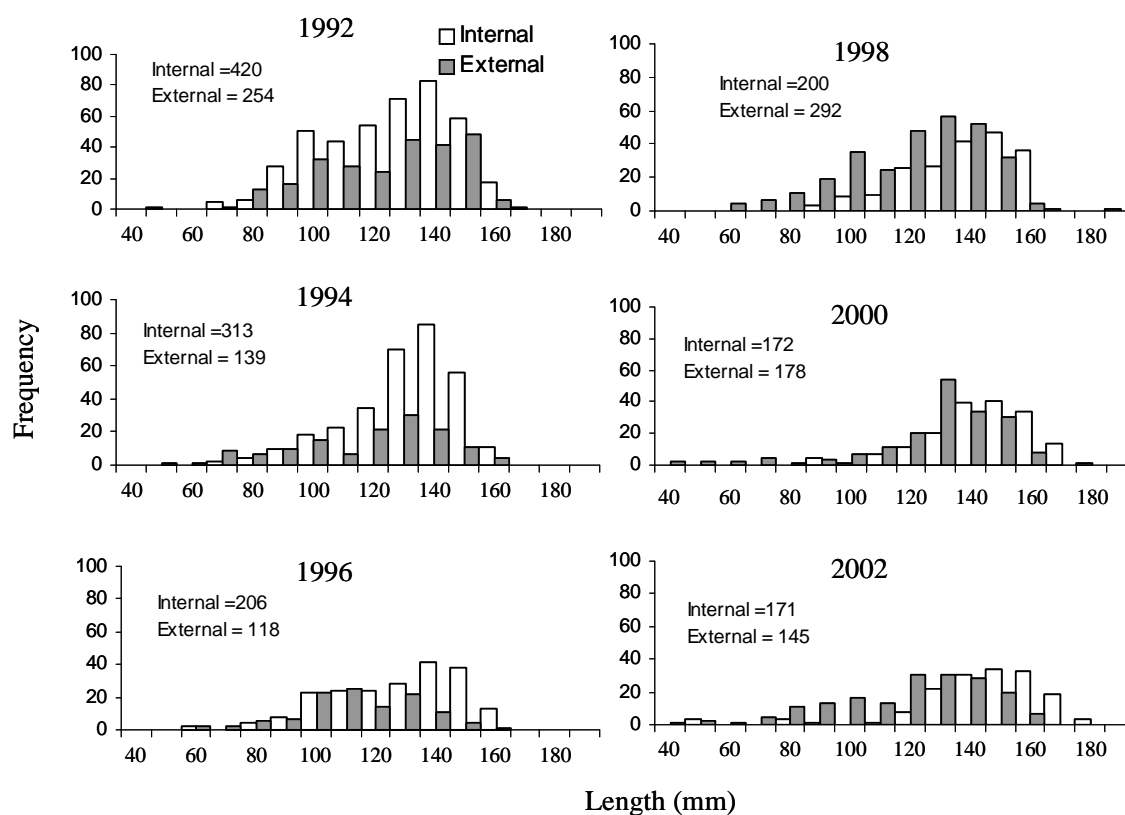 1992
Internal
External
Internal =420
External = 254
100
80
60
40
20
0
40 60 80 100 120 140 160 180
1998
Internal =200
External = 292
100
80
60
40
20
0
40 60 80 100 120 140 160 180
1994
Internal =313
External = 139
100
80
60
40
20
0
40 60 80 100 120 140 160 180
2000
Internal =172
External = 178
100
80
60
40
20
0
40 60 80 100 120 140 160 180
1996
Internal =206
External = 118
100
80
60
40
20
0
40 60 80 100 120 140 160 180
2002
Internal =171
External = 145
100
80
60
40
20
0
40 60 80 100 120 140 160 180
Frequency
Length (mm)